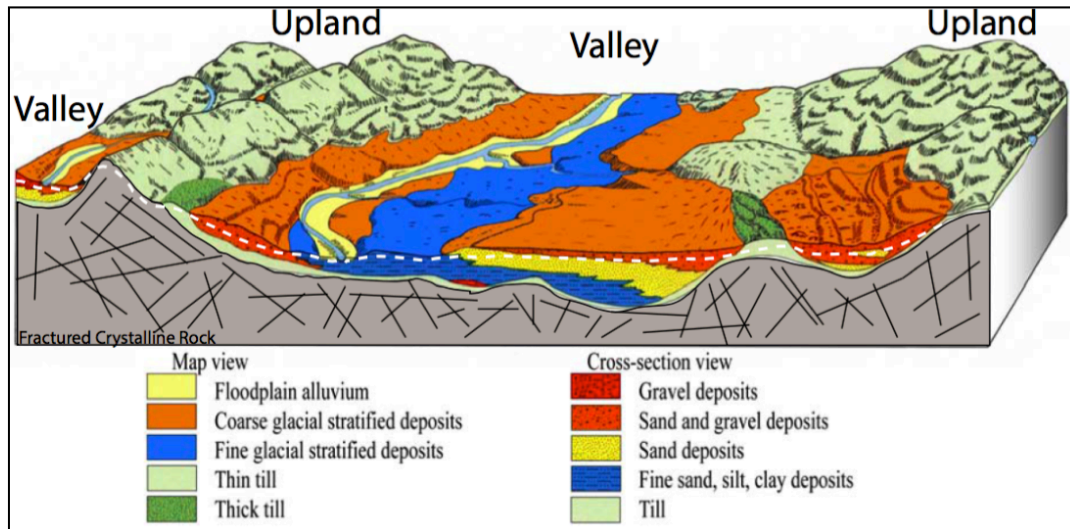 Upland
Valley
Upland
Valley
Fractured Crystalline Rock
Map view
Floodplain alluvium
Coarse glacial stratified deposits
Fine glacial stratified deposits
Thin till
Thick till
Cross-section view
Gravel deposits
Sand and gravel deposits
Sand deposits
Fine sand, silt, clay deposits
Till